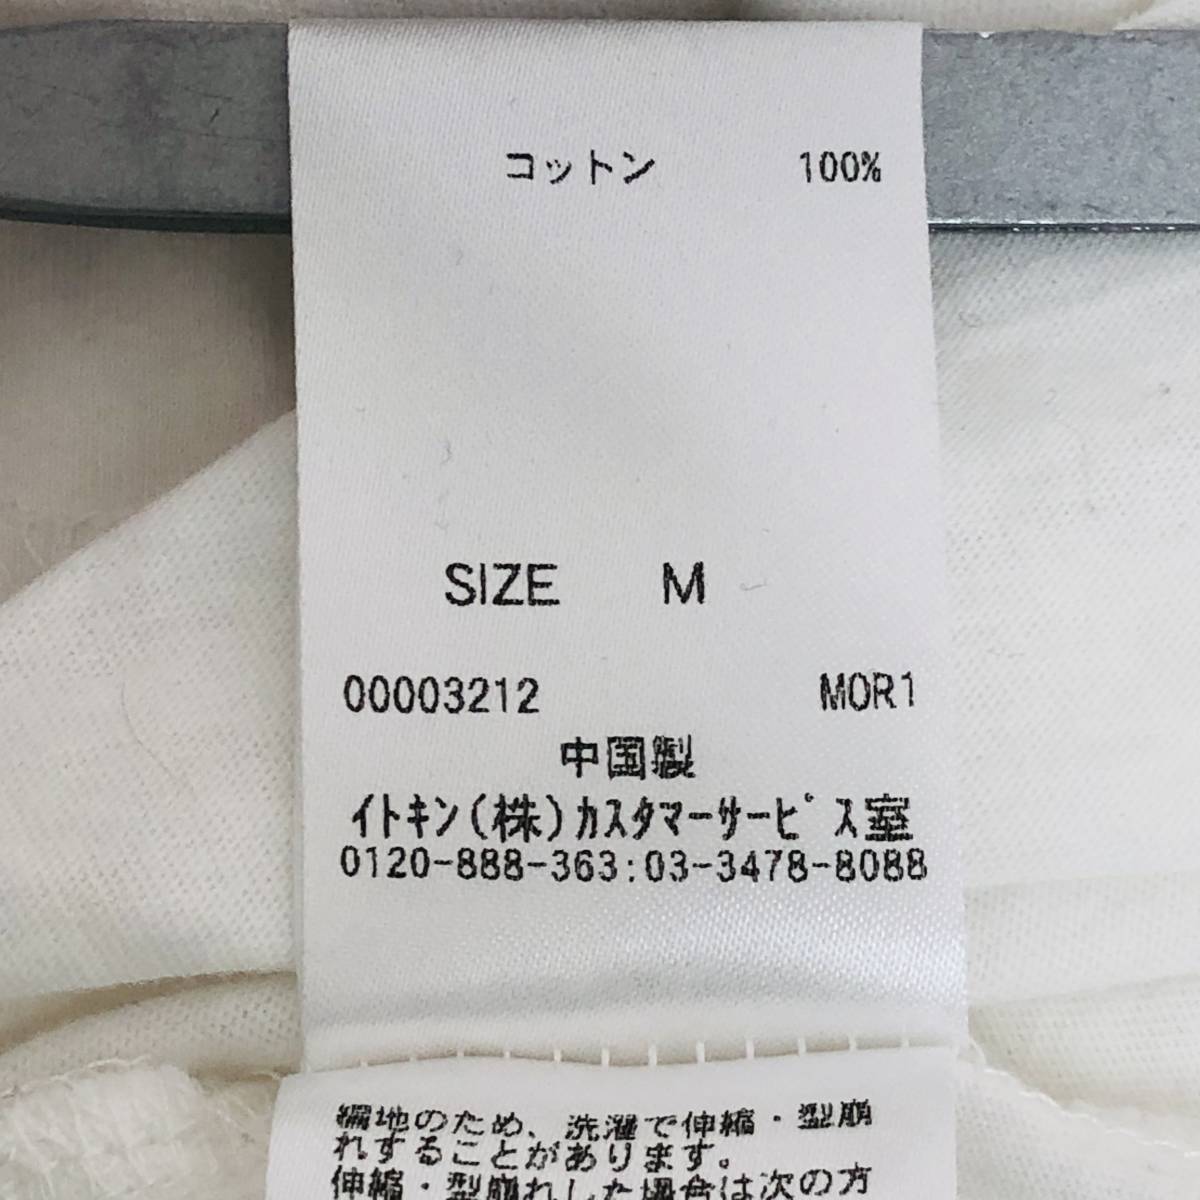 コットン 100%
SIZE M
00003212 MOR1
中国製
イトキン(株)カスタマーサービス室
0120-888-363:03-3478-8088
編地のため、洗濯で伸縮・型崩
れすることがあります。
伸縮・型崩れした場合は次の方